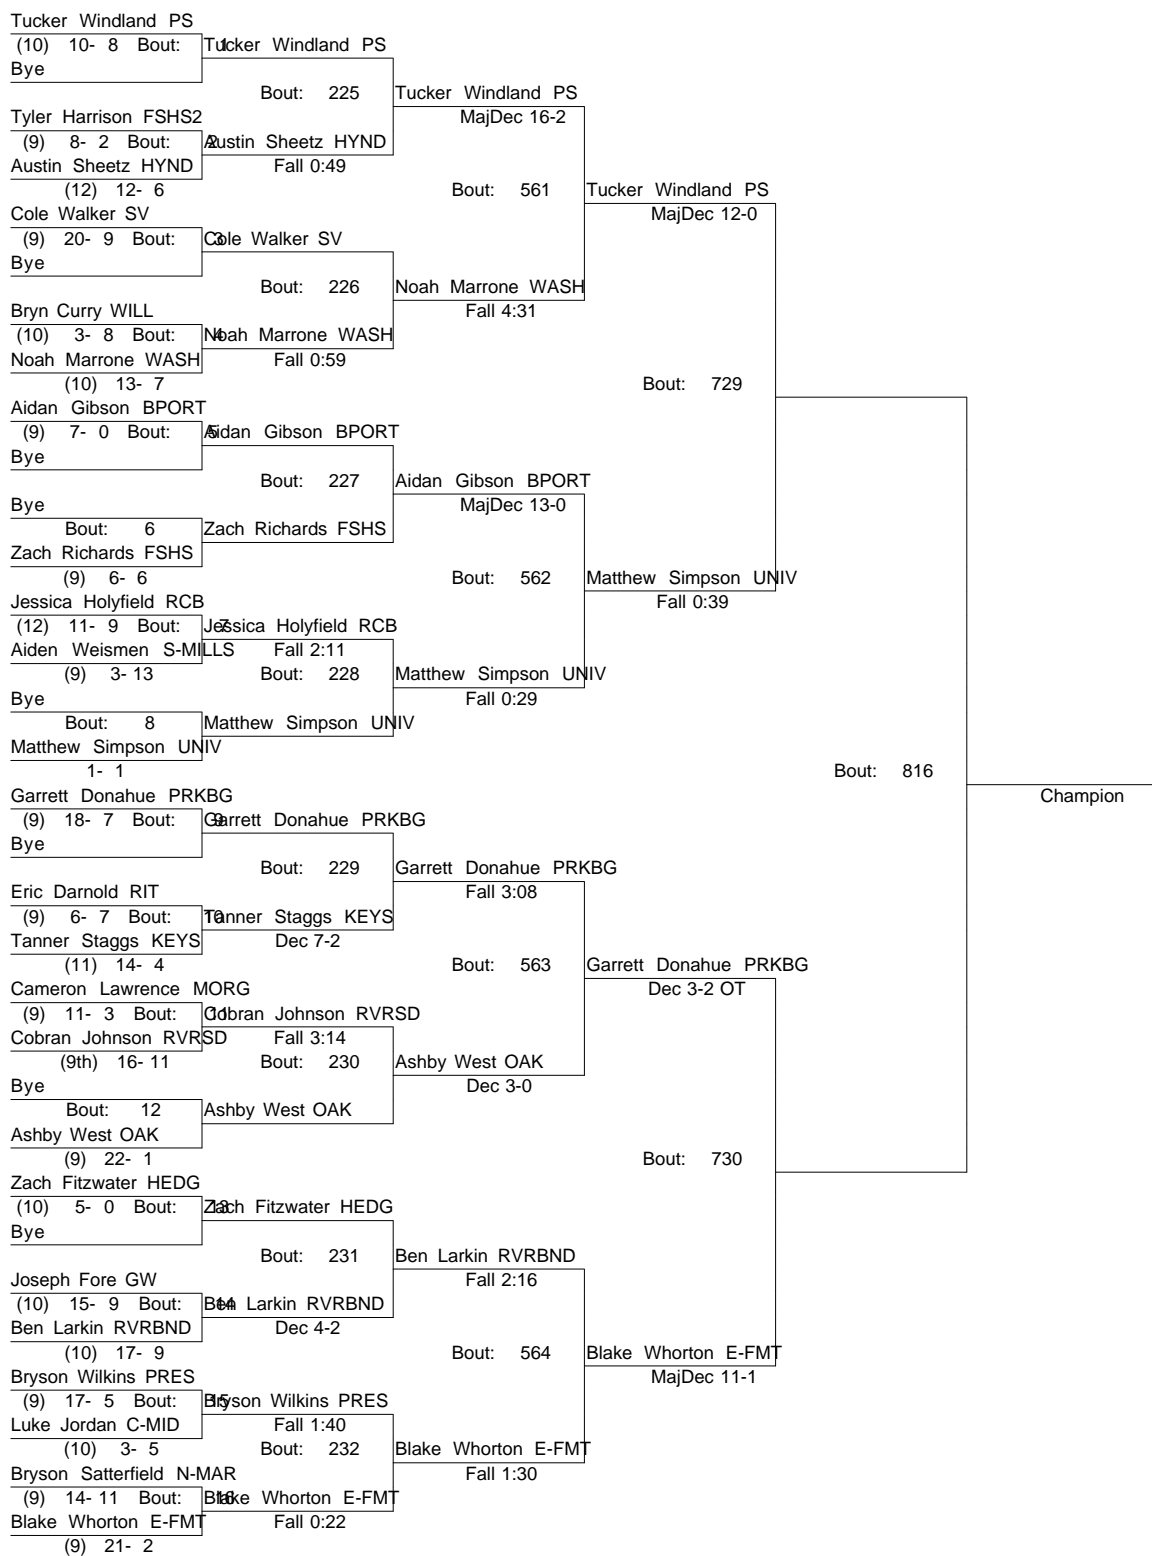 Tucker Windland PS
(10) 10- 8 Bout: 1
Bye
Tucker Windland PS
Bout: 225
Tyler Harrison FSHS2
(9) 8- 2 Bout: 2
Austin Sheetz HYND
(12) 12- 6
Austin Sheetz HYND
Fall 0:49
Tucker Windland PS
MajDec 16-2
Bout: 561
Cole Walker SV
(9) 20- 9 Bout: 3
Bye
Cole Walker SV
Bout: 226
Bryn Curry WILL
(10) 3- 8 Bout: 4
Noah Marrone WASH
(10) 13- 7
Noah Marrone WASH
Fall 0:59
Noah Marrone WASH
Fall 4:31
Tucker Windland PS
MajDec 12-0
Bout: 729
Aidan Gibson BPORT
(9) 7- 0 Bout: 5
Bye
Aidan Gibson BPORT
Bout: 227
Bye
Bout: 6
Zach Richards FSHS
(9) 6- 6
Zach Richards FSHS
Aidan Gibson BPORT
MajDec 13-0
Bout: 562
Jessica Holyfield RCB
(12) 11- 9 Bout: 7
Aiden Weismen S-MILLS
(9) 3- 13
Jessica Holyfield RCB
Fall 2:11
Bout: 228
Bye
Bout: 8
Matthew Simpson UNIV
1- 1
Matthew Simpson UNIV
Matthew Simpson UNIV
Fall 0:29
Matthew Simpson UNIV
Fall 0:39
Bout: 816
Champion
Garrett Donahue PRKBG
(9) 18- 7 Bout: 9
Bye
Garrett Donahue PRKBG
Bout: 229
Eric Darnold RIT
(9) 6- 7 Bout: 10
Tanner Staggs KEYS
(11) 14- 4
Tanner Staggs KEYS
Dec 7-2
Garrett Donahue PRKBG
Fall 3:08
Bout: 563
Cameron Lawrence MORG
(9) 11- 3 Bout: 11
Cobran Johnson RVRSD
(9th) 16- 11
Cobran Johnson RVRSD
Fall 3:14
Bout: 230
Bye
Bout: 12
Ashby West OAK
(9) 22- 1
Ashby West OAK
Ashby West OAK
Dec 3-0
Garrett Donahue PRKBG
Dec 3-2 OT
Bout: 730
Zach Fitzwater HEDG
(10) 5- 0 Bout: 13
Bye
Zach Fitzwater HEDG
Bout: 231
Joseph Fore GW
(10) 15- 9 Bout: 14
Ben Larkin RVRBND
(10) 17- 9
Ben Larkin RVRBND
Dec 4-2
Ben Larkin RVRBND
Fall 2:16
Bout: 564
Bryson Wilkins PRES
(9) 17- 5 Bout: 15
Luke Jordan C-MID
(10) 3- 5
Bryson Wilkins PRES
Fall 1:40
Bout: 232
Bryson Satterfield N-MAR
(9) 14- 11 Bout: 16
Blake Whorton E-FMT
(9) 21- 2
Blake Whorton E-FMT
Fall 0:22
Blake Whorton E-FMT
Fall 1:30
Blake Whorton E-FMT
MajDec 11-1